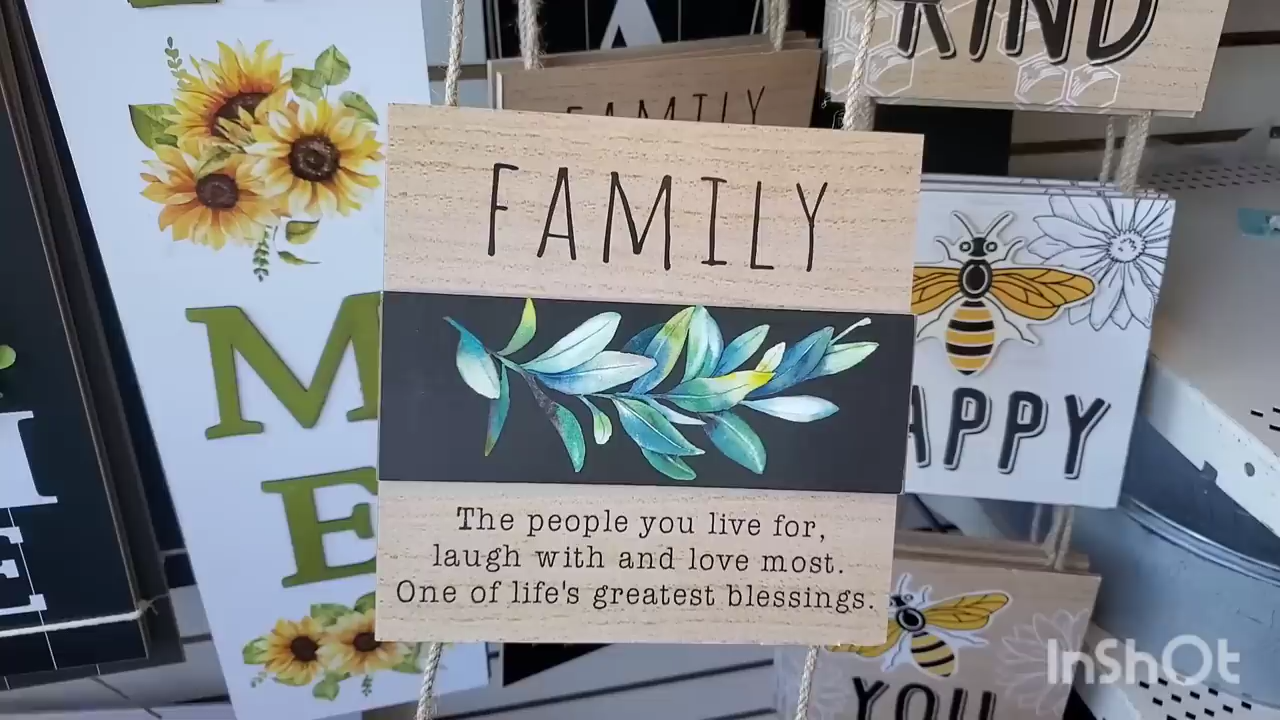 KIND
FAMILY
FAMILY
The people you live for,
laugh with and love most.
One of life's greatest blessings.
M
E
APPY
YOU
InShOt